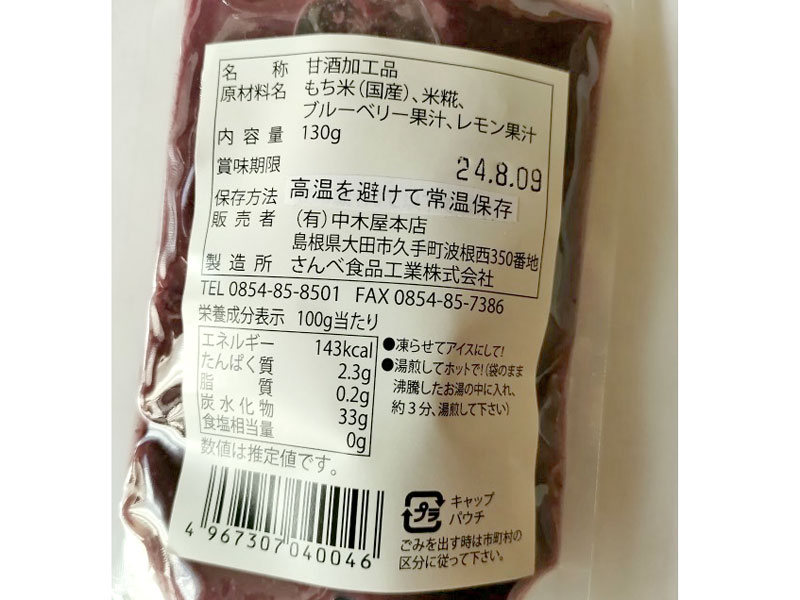 名称 甘酒加工品
原材料名 もち米(国産)、米糀、
ブルーベリー果汁、レモン果汁
内容量 130g
賞味期限 24.8.09
保存方法 高温を避けて常温保存
販売者 (有)中木屋本店
島根県大田市久手町波根西350番地
製造所 さんべ食品工業株式会社
TEL 0854-85-8501 FAX 0854-85-7386
栄養成分表示 100g当たり
エネルギー 143kcal
たんぱく質 2.3g
脂質 0.2g
炭水化物 33g
食塩相当量 0g
数値は推定値です。
●凍らせてアイスにして!
●湯煎してホットで!(袋のまま
沸騰したお湯の中に入れ、
約3分、湯煎して下さい)
4 967307 040046
プラ
キャップ
パウチ
ごみを出す時は市町村の
区分に従って下さい。